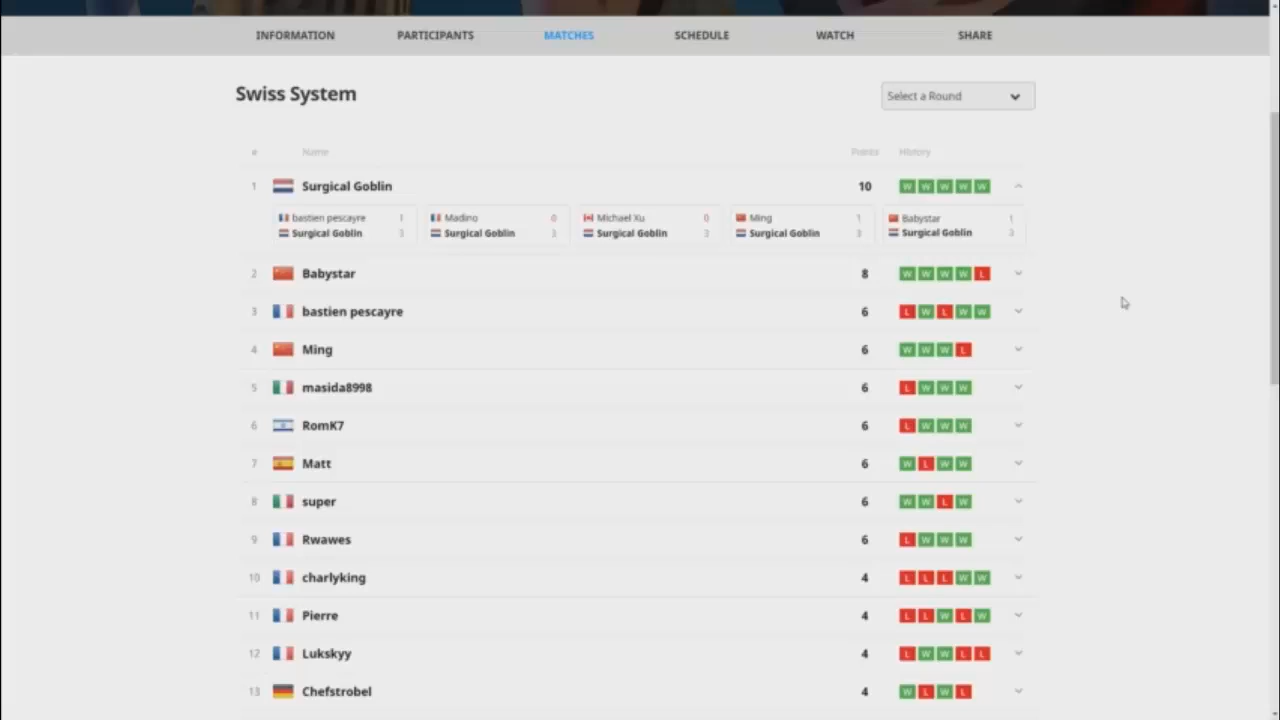 INFORMATION PARTICIPANTS MATCHES SCHEDULE WATCH SHARE
Swiss System
Select a Round
# Name Points History
1 Surgical Goblin 10 W W W W W
bastien pescayre 1 Madino 0 Michael Xu 0 Ming 1 Babystar 1
Surgical Goblin 3 Surgical Goblin 3 Surgical Goblin 3 Surgical Goblin 3 Surgical Goblin 3
2 Babystar 8 W W W W L
3 bastien pescayre 6 L W L W W
4 Ming 6 W W W L
5 masida8998 6 L W W W
6 RomK7 6 L W W W
7 Matt 6 W L W W
8 super 6 W W L W
9 Rwawes 6 L W W W
10 charlyking 4 L L L W W
11 Pierre 4 L L W L W
12 Lukskyy 4 L W W L L
13 Chefstrobel 4 W L W L